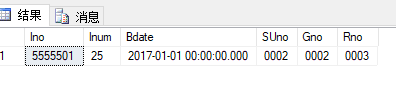 结果 消息
Ino Inum Bdate SUno Gno Rno
1 5555501 25 2017-01-01 00:00:00.000 0002 0002 0003